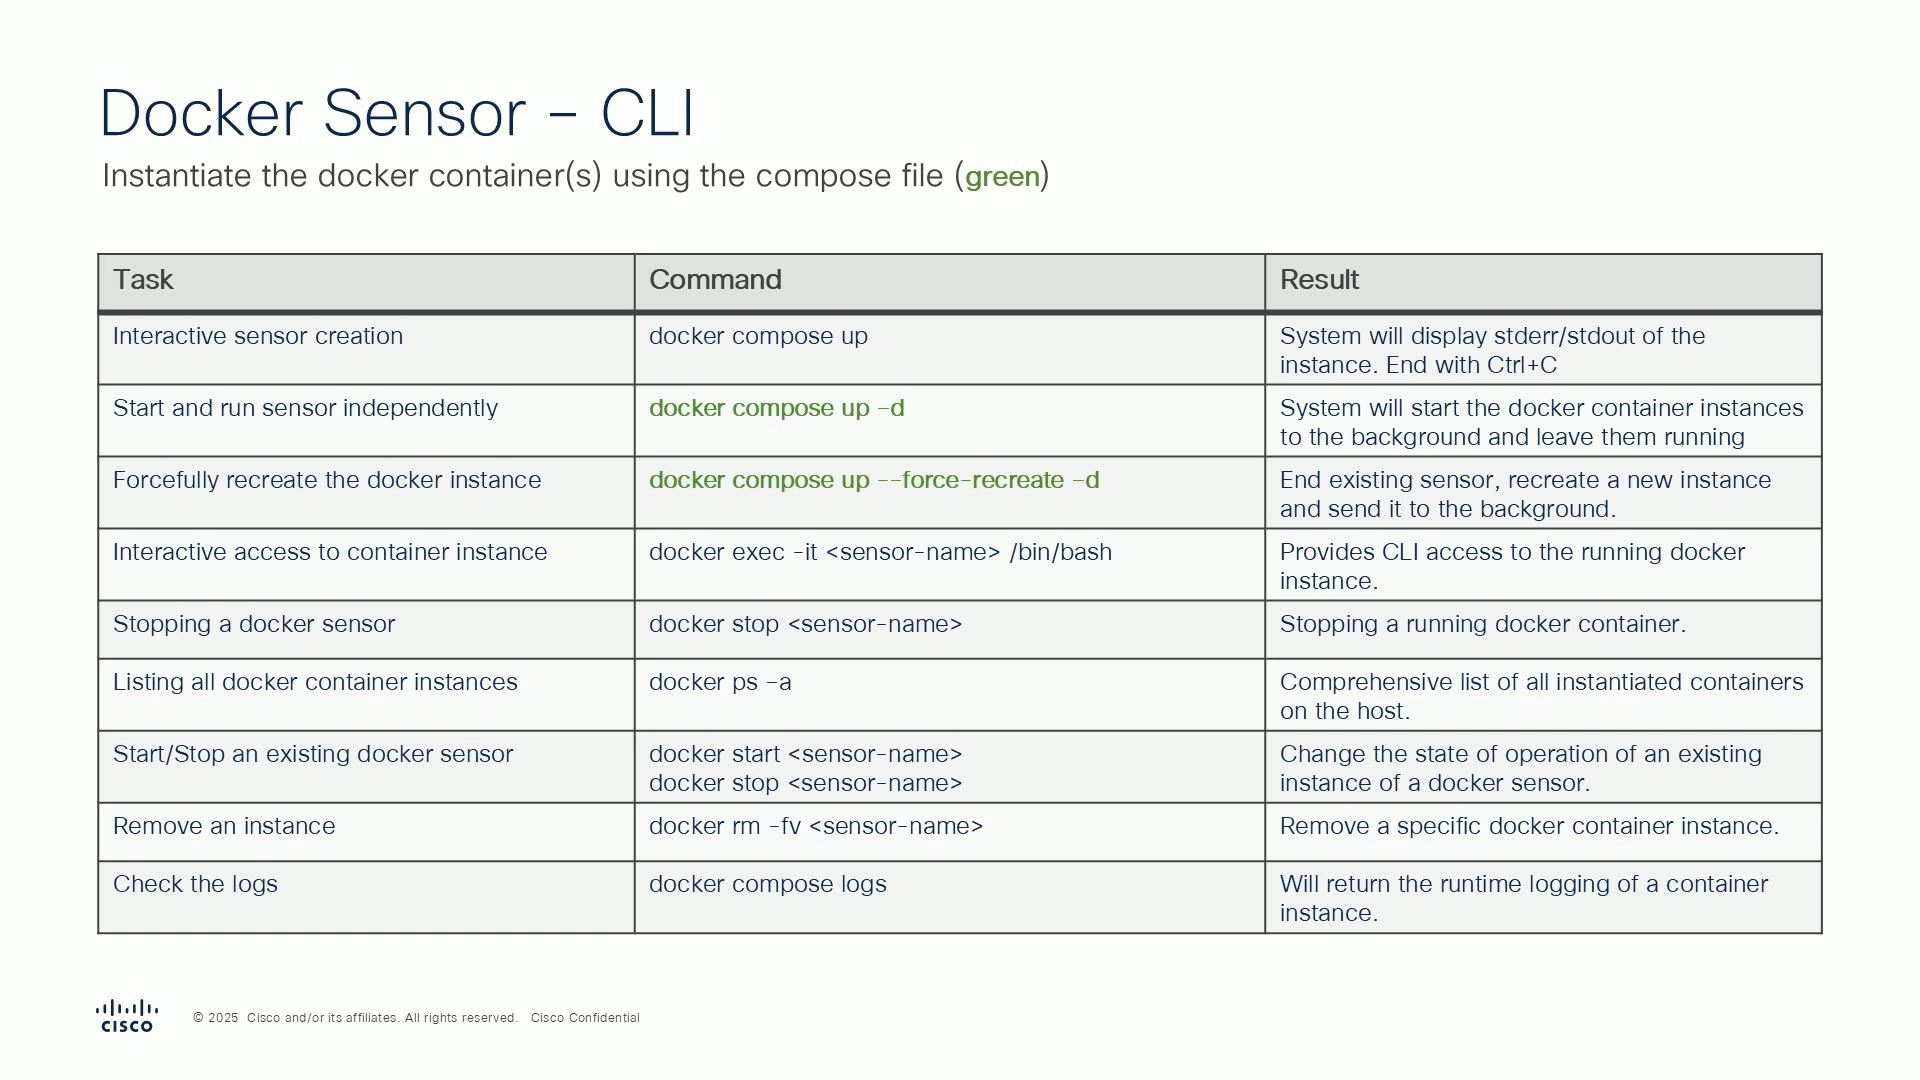 Docker Sensor – CLI
Instantiate the docker container(s) using the compose file (green)
Task
Command
Result
Interactive sensor creation
docker compose up
System will display stderr/stdout of the
instance. End with Ctrl+C
Start and run sensor independently
docker compose up –d
System will start the docker container instances
to the background and leave them running
Forcefully recreate the docker instance
docker compose up --force-recreate –d
End existing sensor, recreate a new instance
and send it to the background.
Interactive access to container instance
docker exec -it <sensor-name> /bin/bash
Provides CLI access to the running docker
instance.
Stopping a docker sensor
docker stop <sensor-name>
Stopping a running docker container.
Listing all docker container instances
docker ps –a
Comprehensive list of all instantiated containers
on the host.
Start/Stop an existing docker sensor
docker start <sensor-name>
docker stop <sensor-name>
Change the state of operation of an existing
instance of a docker sensor.
Remove an instance
docker rm -fv <sensor-name>
Remove a specific docker container instance.
Check the logs
docker compose logs
Will return the runtime logging of a container
instance.
CISCO
© 2025 Cisco and/or its affiliates. All rights reserved. Cisco Confidential